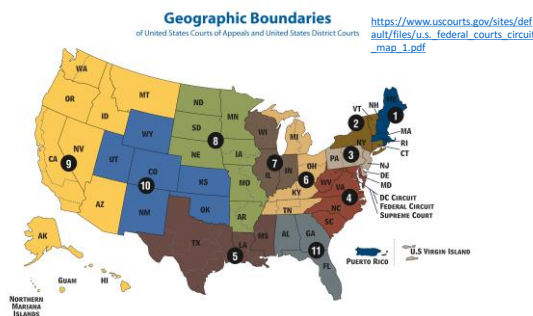 Geographic Boundaries
of United States Courts of Appeals and United States District Courts
https://www.uscourts.gov/sites/def
ault/files/u.s._federal_courts_circuit
_map_1.pdf
WA
MT
ND
MN
VT
NH
ME
1
OR
ID
SD
8
WI
MI
2
NY
MA
RI
CT
WY
NE
IA
7
PA
3
NJ
DE
MD
NV
CA
9
UT
CO
10
KS
MO
IL
IN
OH
6
KY
WV
VA
4
DC CIRCUIT
FEDERAL CIRCUIT
SUPREME COURT
AZ
NM
OK
AR
TN
NC
SC
TX
LA
5
MS
AL
GA
11
FL
AK
GUAM
HI
NORTHERN
MARIANA
ISLANDS
PUERTO RICO
U.S VIRGIN ISLAND